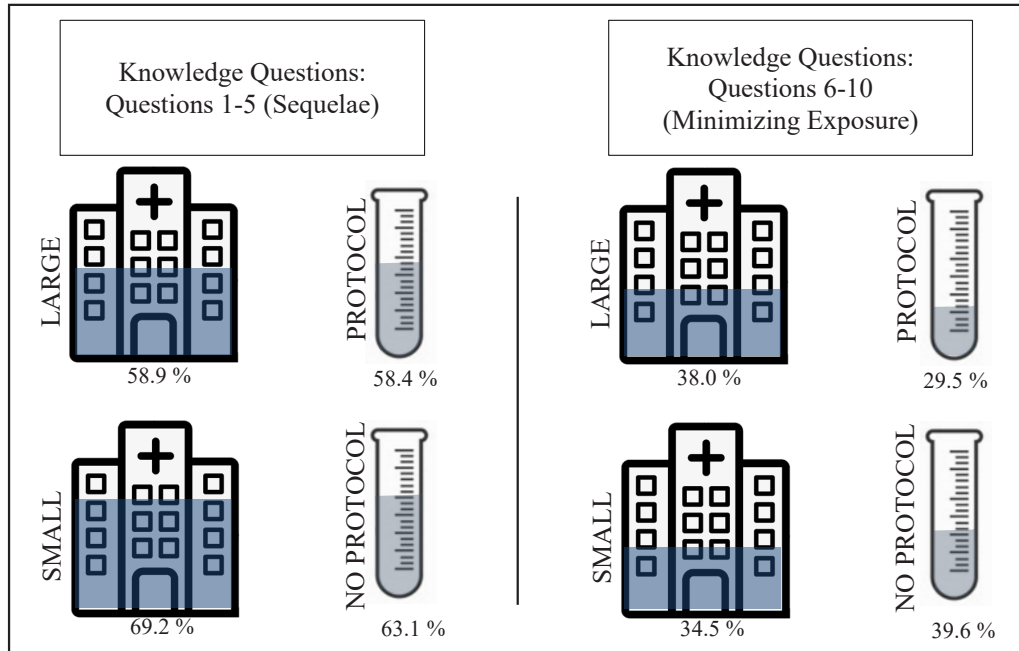 Knowledge Questions:
Questions 1-5 (Sequelae)
LARGE
58.9 %
PROTOCOL
58.4 %
SMALL
69.2 %
NO PROTOCOL
63.1 %
Knowledge Questions:
Questions 6-10
(Minimizing Exposure)
LARGE
38.0 %
PROTOCOL
29.5 %
SMALL
34.5 %
NO PROTOCOL
39.6 %